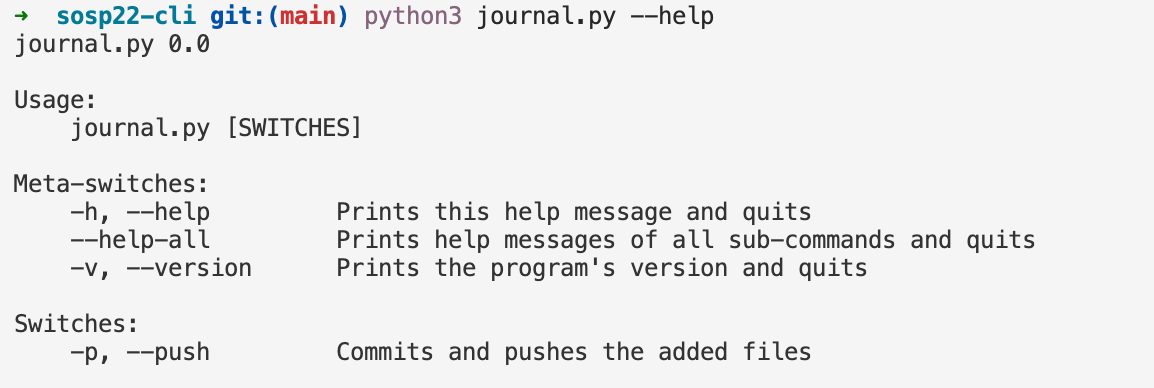 ➜  sosp22-cli git:(main) python3 journal.py --help
journal.py 0.0

Usage:
    journal.py [SWITCHES]

Meta-switches:
    -h, --help         Prints this help message and quits
    --help-all         Prints help messages of all sub-commands and quits
    -v, --version      Prints the program's version and quits

Switches:
    -p, --push         Commits and pushes the added files